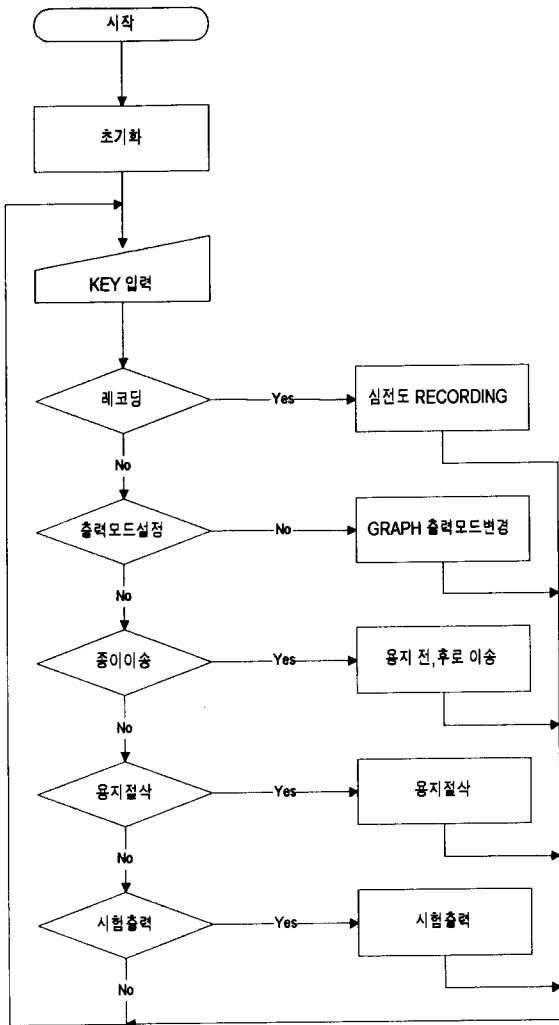 시작
초기화
KEY 입력
레코딩
Yes
심전도 RECORDING
No
출력모드설정
No
GRAPH 출력모드변경
No
종이이송
Yes
용지 전,후로 이송
No
용지절삭
Yes
용지절삭
No
시험출력
Yes
시험출력
No